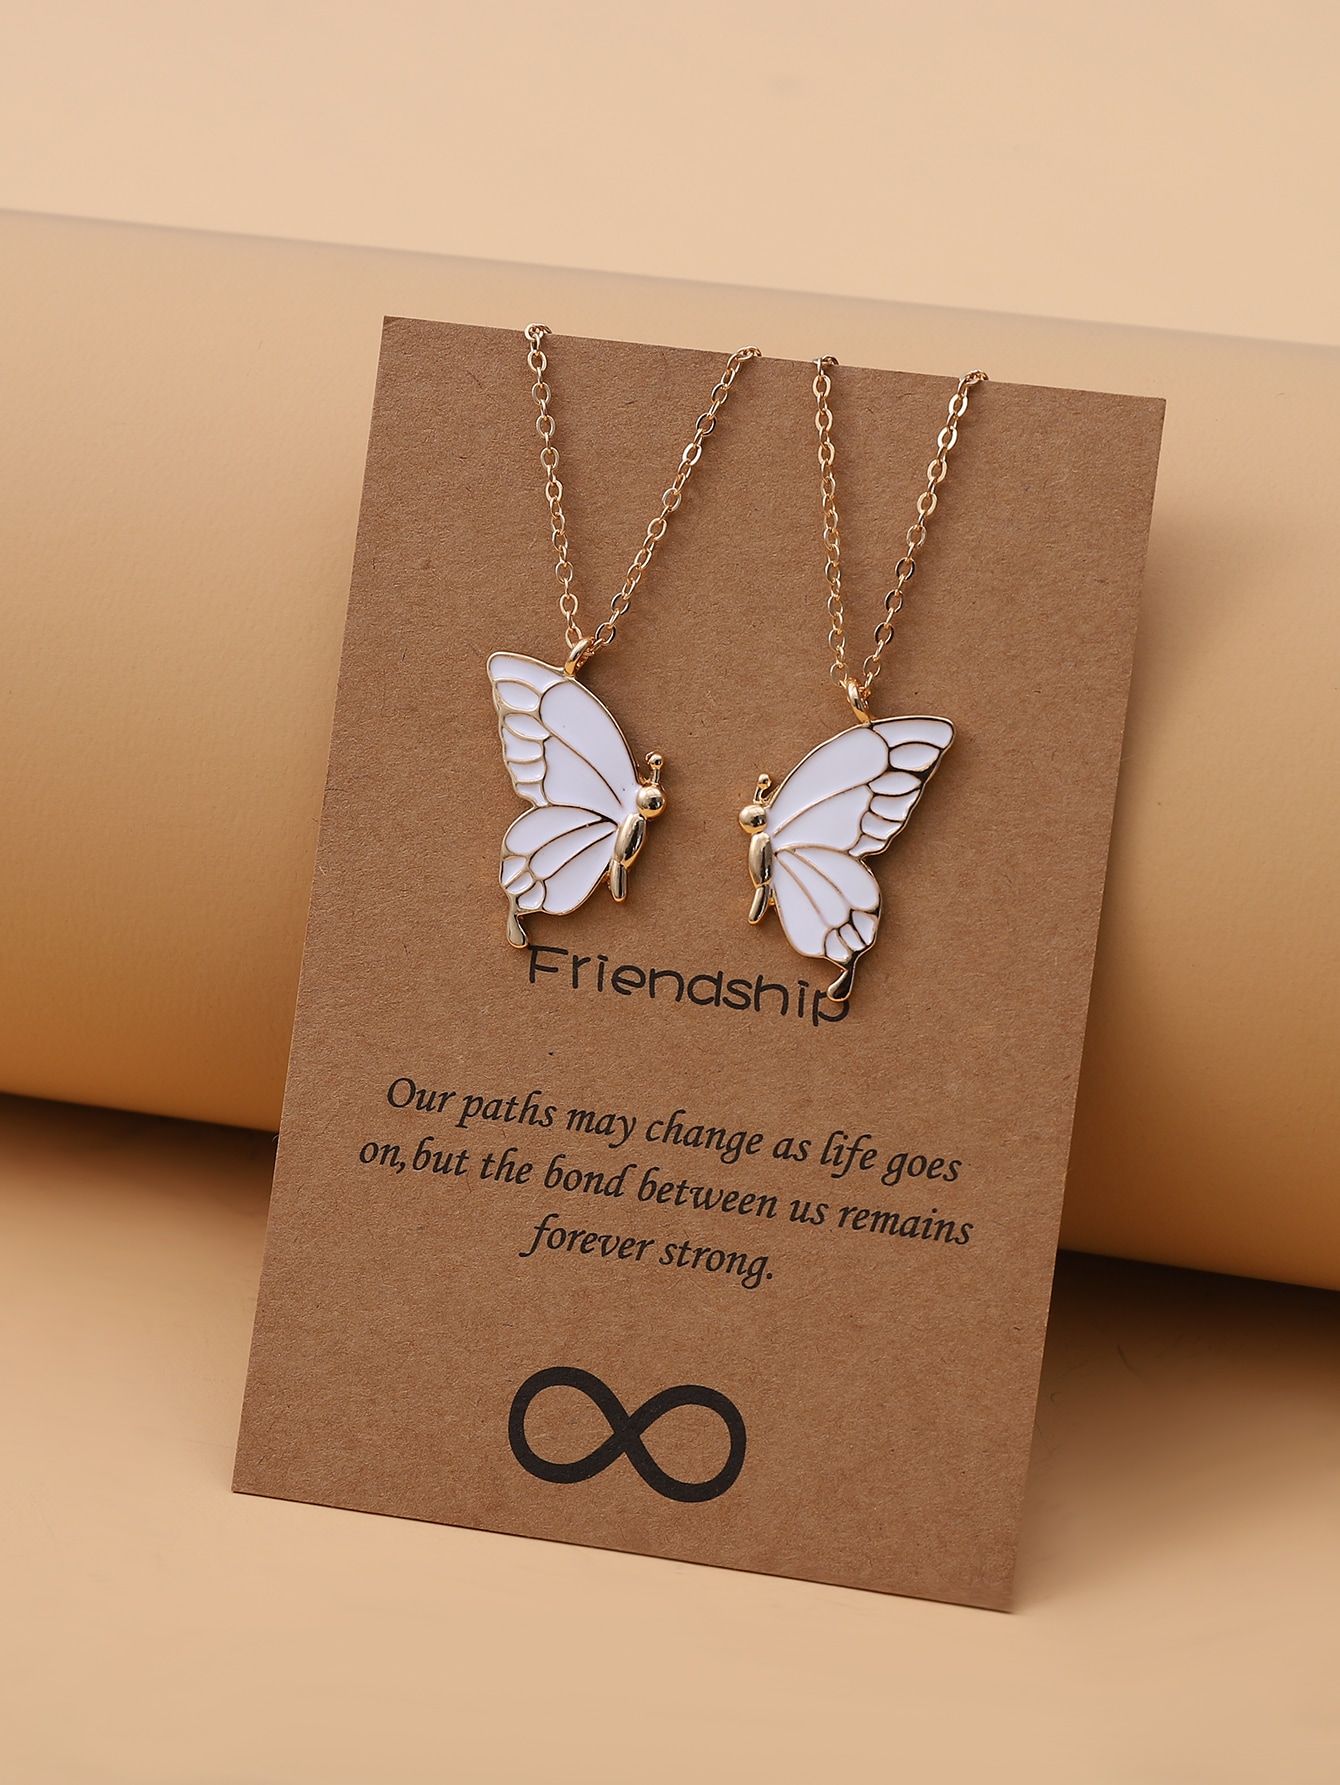 Friendship
Our paths may change as life goes
on,but the bond between us remains
forever strong.